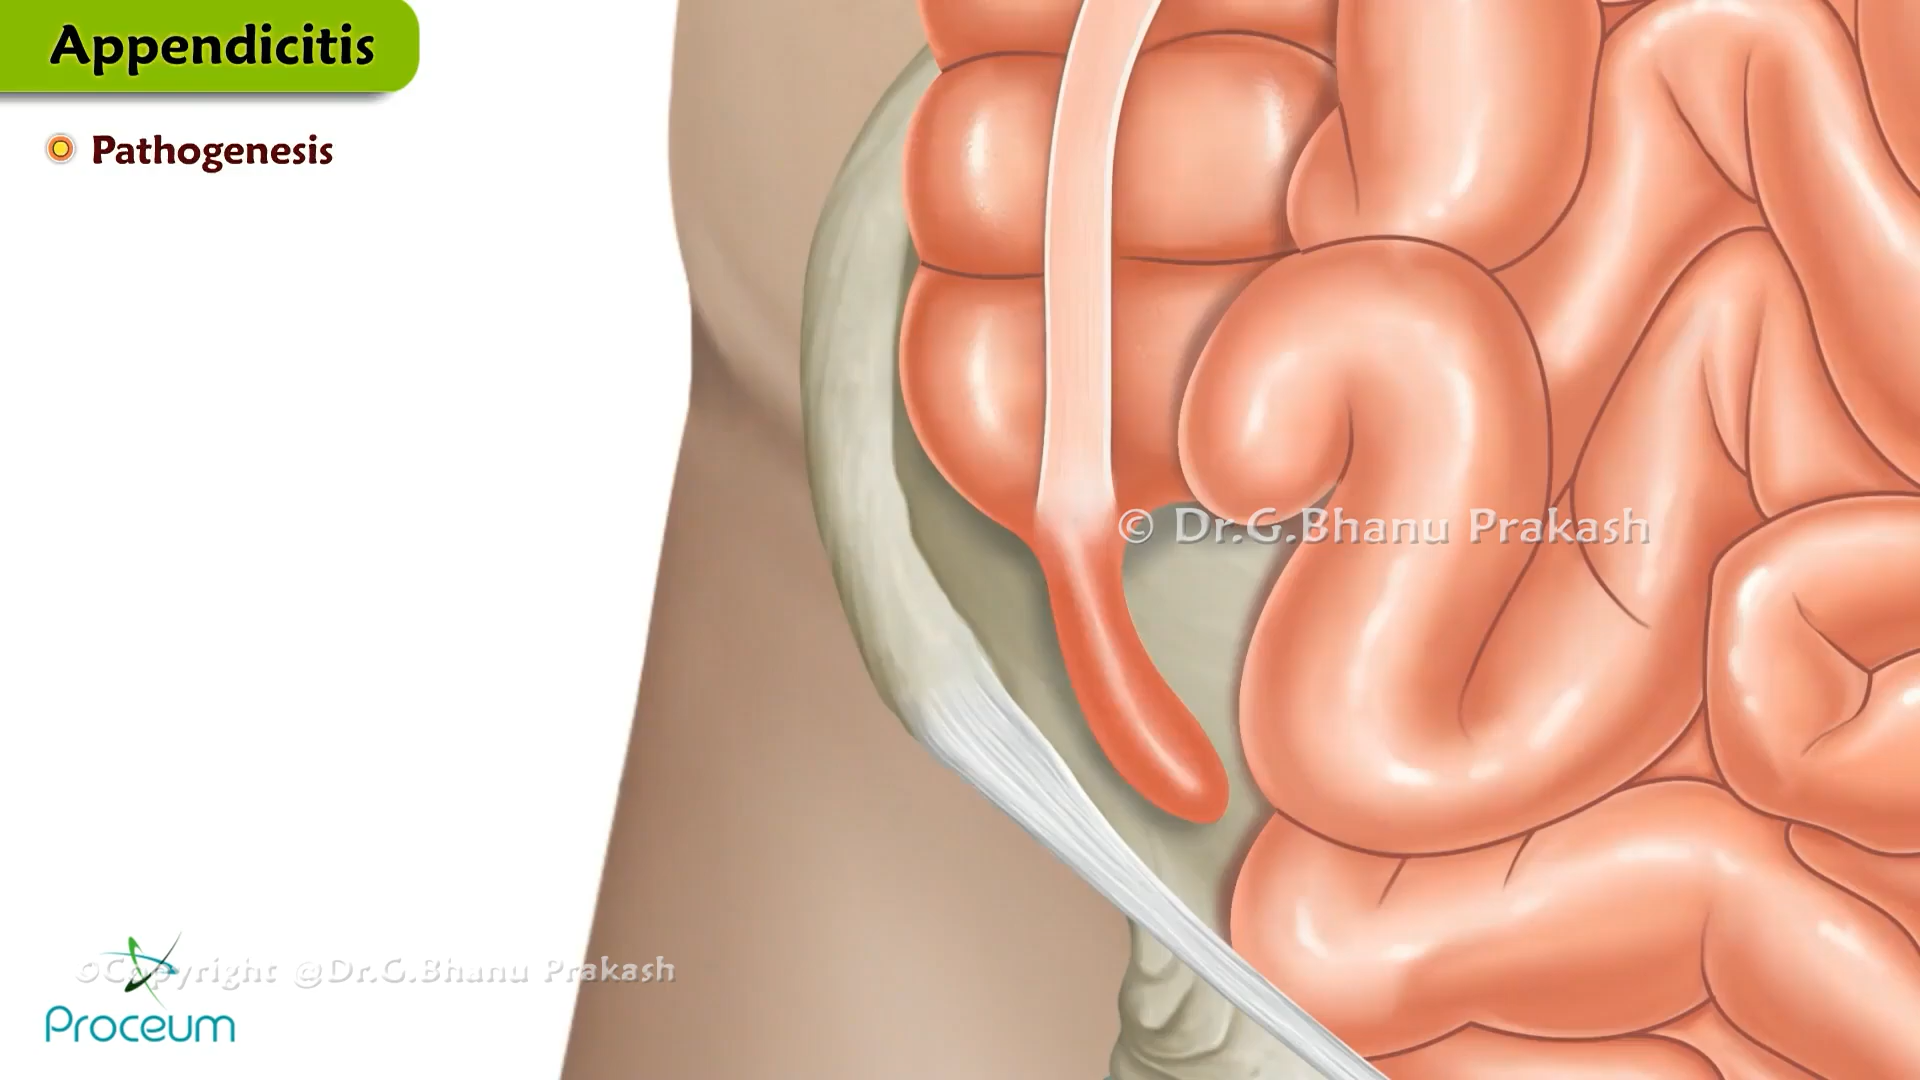 Appendicitis
Pathogenesis
© Dr.G.Bhanu Prakash
©Copyright @Dr.G.Bhanu Prakash
Proceum